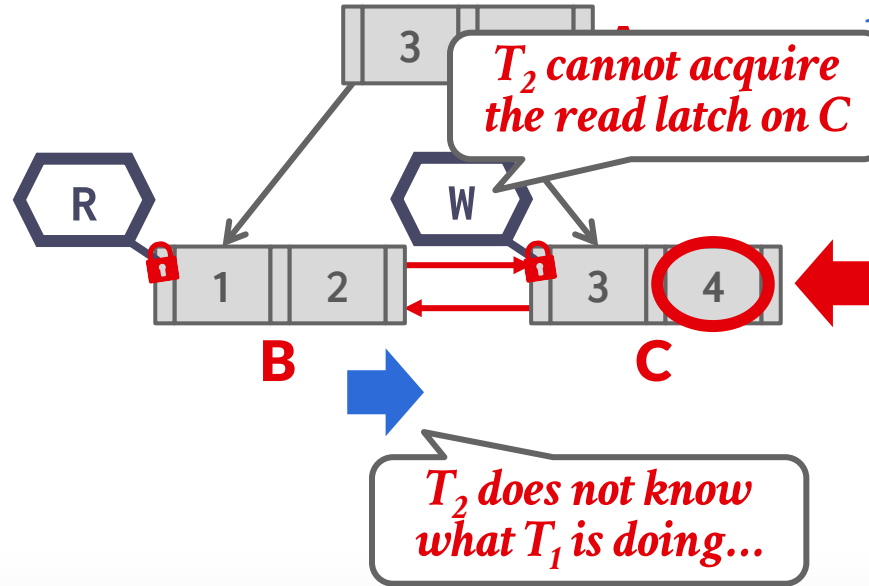 3
T₂ cannot acquire
the read latch on C
R
W
1
2
3
4
B
C
T₂ does not know
what T₁ is doing...